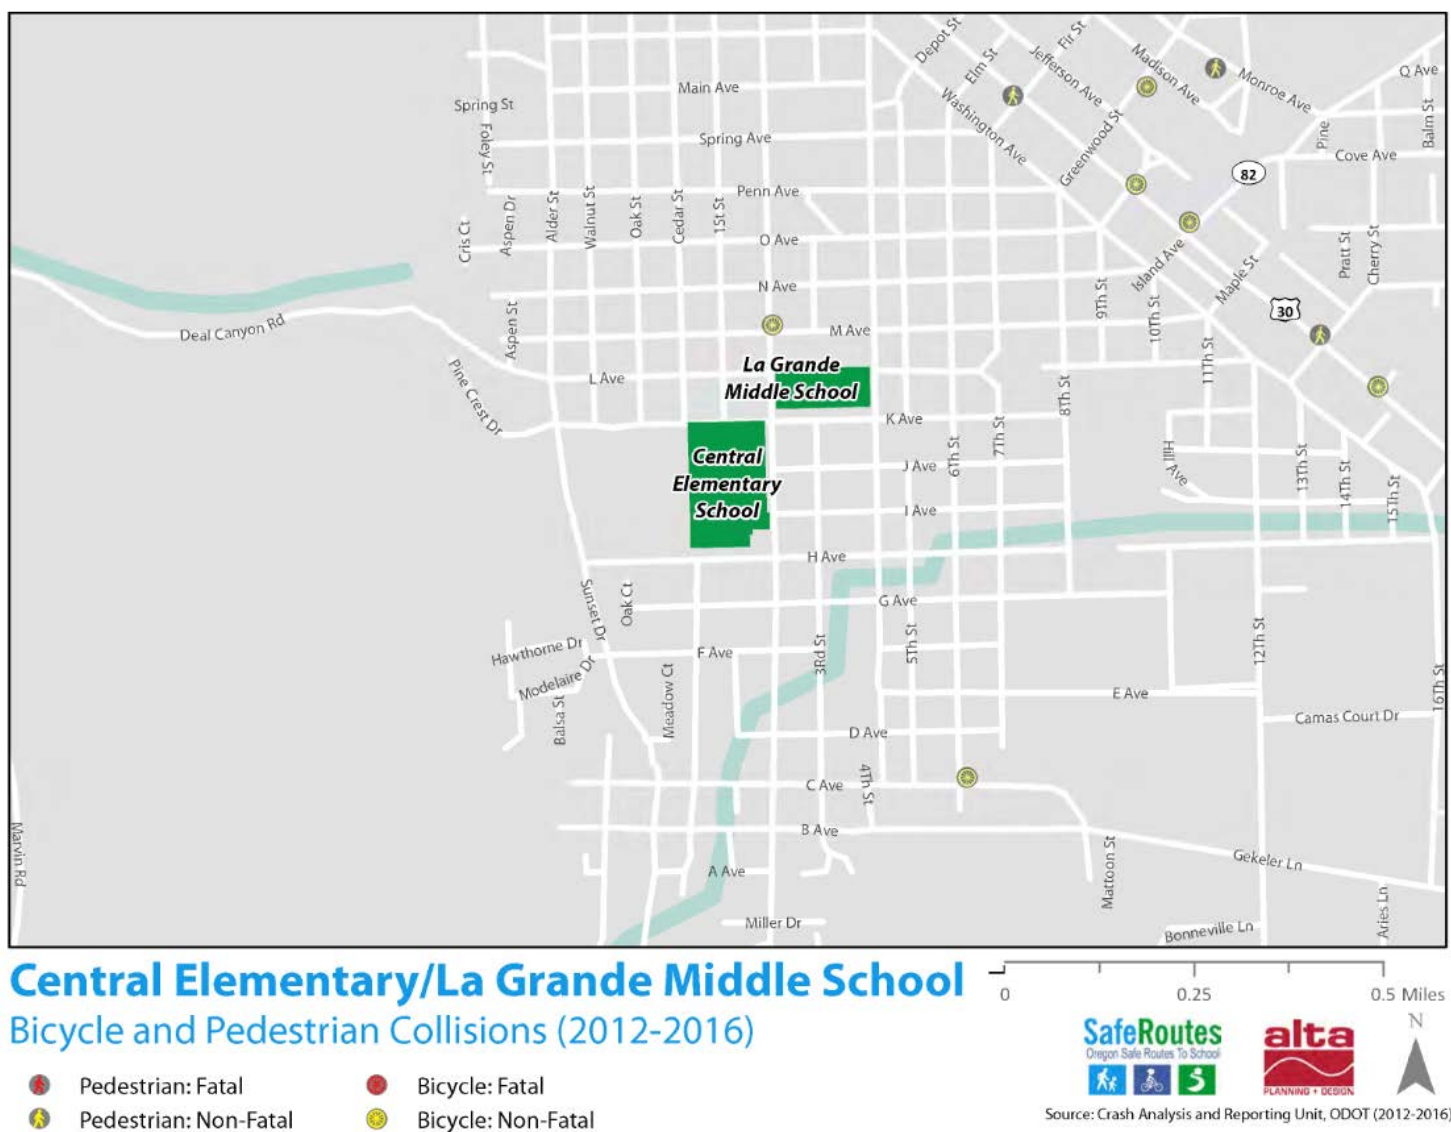 Depot St
Elm St
Fir St
Jefferson Ave
Madison Ave
Monroe Ave
Q Ave
Main Ave
Washington Ave
Spring St
Foley St
Spring Ave
Greenwood St
Pine
Balm St
Cove Ave
82
Penn Ave
Cris Ct
Aspen Dr
Alder St
Walnut St
Oak St
Cedar St
1St St
O Ave
Island Ave
Maple St
Pratt St
Cherry St
N Ave
9Th St
10Th St
30
Deal Canyon Rd
Aspen St
M Ave
11Th St
La Grande
Middle School
L Ave
Pine Crest Dr
8Th St
K Ave
6Th St
7Th St
Central
Elementary
School
J Ave
Hill Ave
13Th St
14Th St
15Th St
I Ave
H Ave
Sunset Dr
Oak Ct
G Ave
Hawthorne Dr
Modelaire Dr
F Ave
3Rd St
5Th St
12Th St
16Th St
Balsa St
Meadow Ct
E Ave
D Ave
Camas Court Dr
C Ave
4Th St
B Ave
Marvin Rd
A Ave
Mattoon St
Gekeler Ln
Miller Dr
Bonneville Ln
Aries Ln
Central Elementary/La Grande Middle School
Bicycle and Pedestrian Collisions (2012-2016)
0 0.25 0.5 Miles
N
SafeRoutes
Oregon Safe Routes To School
alta
PLANNING + DESIGN
Pedestrian: Fatal
Bicycle: Fatal
Pedestrian: Non-Fatal
Bicycle: Non-Fatal
Source: Crash Analysis and Reporting Unit, ODOT (2012-2016)